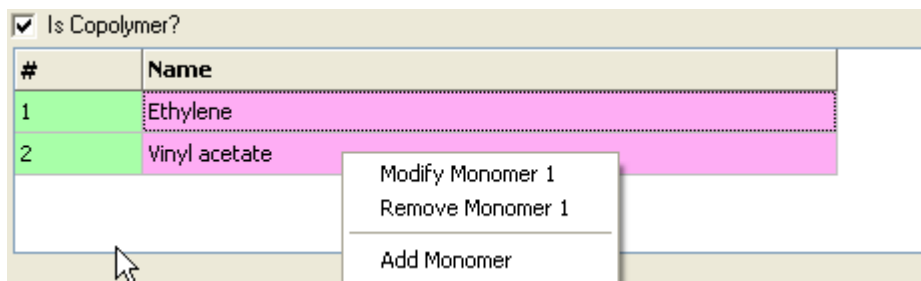 Is Copolymer?
# Name
1 Ethylene
2 Vinyl acetate
Modify Monomer 1
Remove Monomer 1
Add Monomer